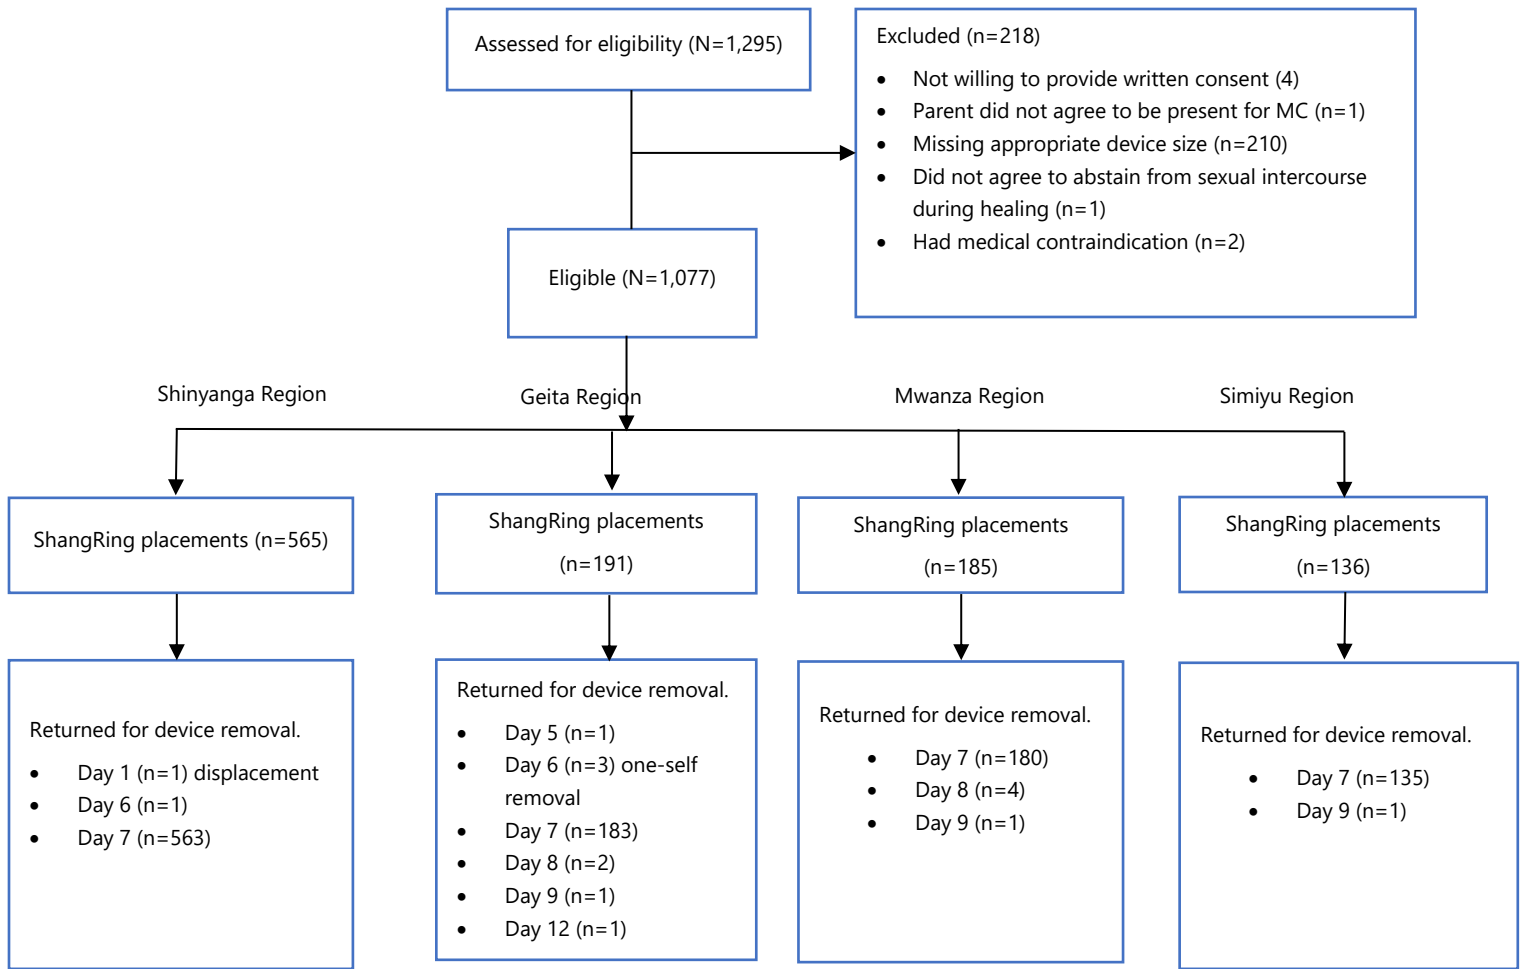 Assessed for eligibility (N=1,295)
Excluded (n=218)
• Not willing to provide written consent (4)
• Parent did not agree to be present for MC (n=1)
• Missing appropriate device size (n=210)
• Did not agree to abstain from sexual intercourse
during healing (n=1)
• Had medical contraindication (n=2)
Eligible (N=1,077)
Shinyanga Region
Geita Region
Mwanza Region
Simiyu Region
ShangRing placements (n=565)
ShangRing placements
(n=191)
ShangRing placements
(n=185)
ShangRing placements
(n=136)
Returned for device removal.
• Day 1 (n=1) displacement
• Day 6 (n=1)
• Day 7 (n=563)
Returned for device removal.
• Day 5 (n=1)
• Day 6 (n=3) one-self
removal
• Day 7 (n=183)
• Day 8 (n=2)
• Day 9 (n=1)
• Day 12 (n=1)
Returned for device removal.
• Day 7 (n=180)
• Day 8 (n=4)
• Day 9 (n=1)
Returned for device removal.
• Day 7 (n=135)
• Day 9 (n=1)